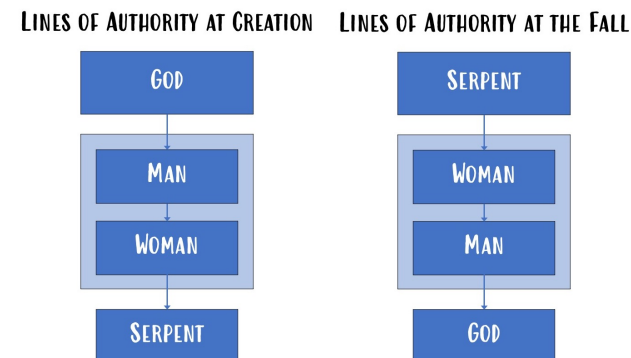 Lines of Authority at Creation
God
Man
Woman
Serpent
Lines of Authority at the Fall
Serpent
Woman
Man
God